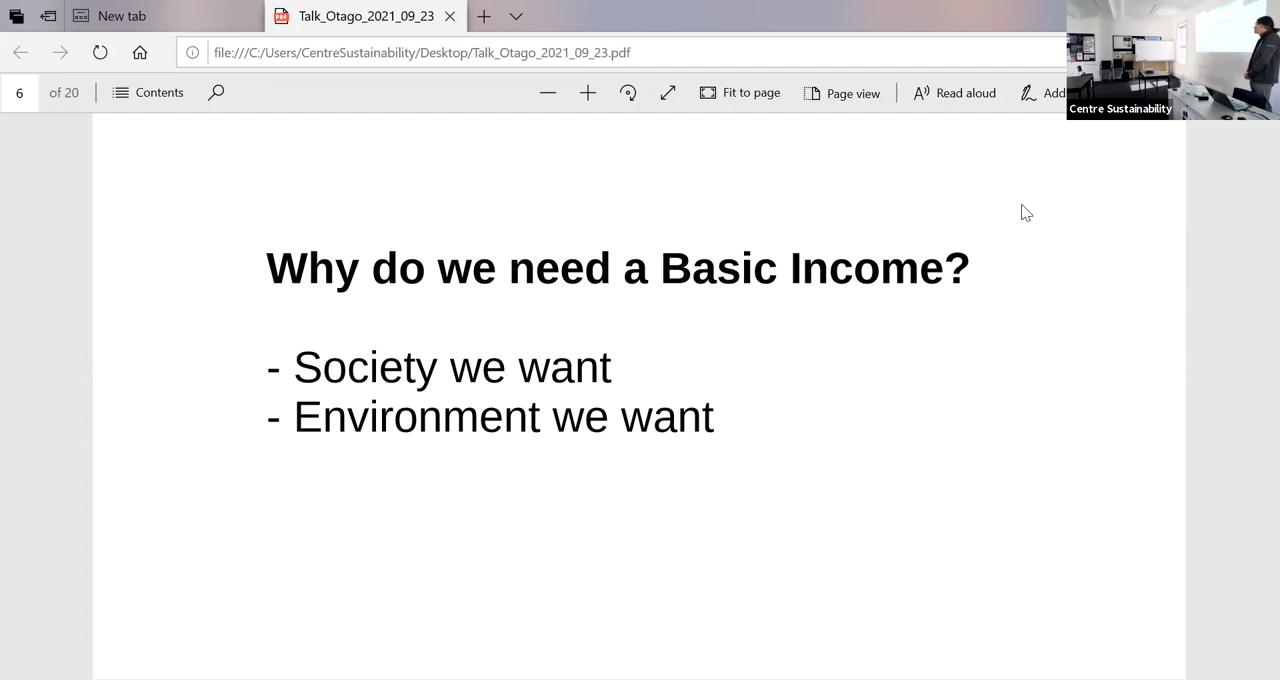 New tab
Talk_Otago_2021_09_23
file:///C:/Users/CentreSustainability/Desktop/Talk_Otago_2021_09_23.pdf
6 of 20
Contents
Fit to page
Page view
Read aloud
Add
Centre Sustainability
Why do we need a Basic Income?
- Society we want
- Environment we want